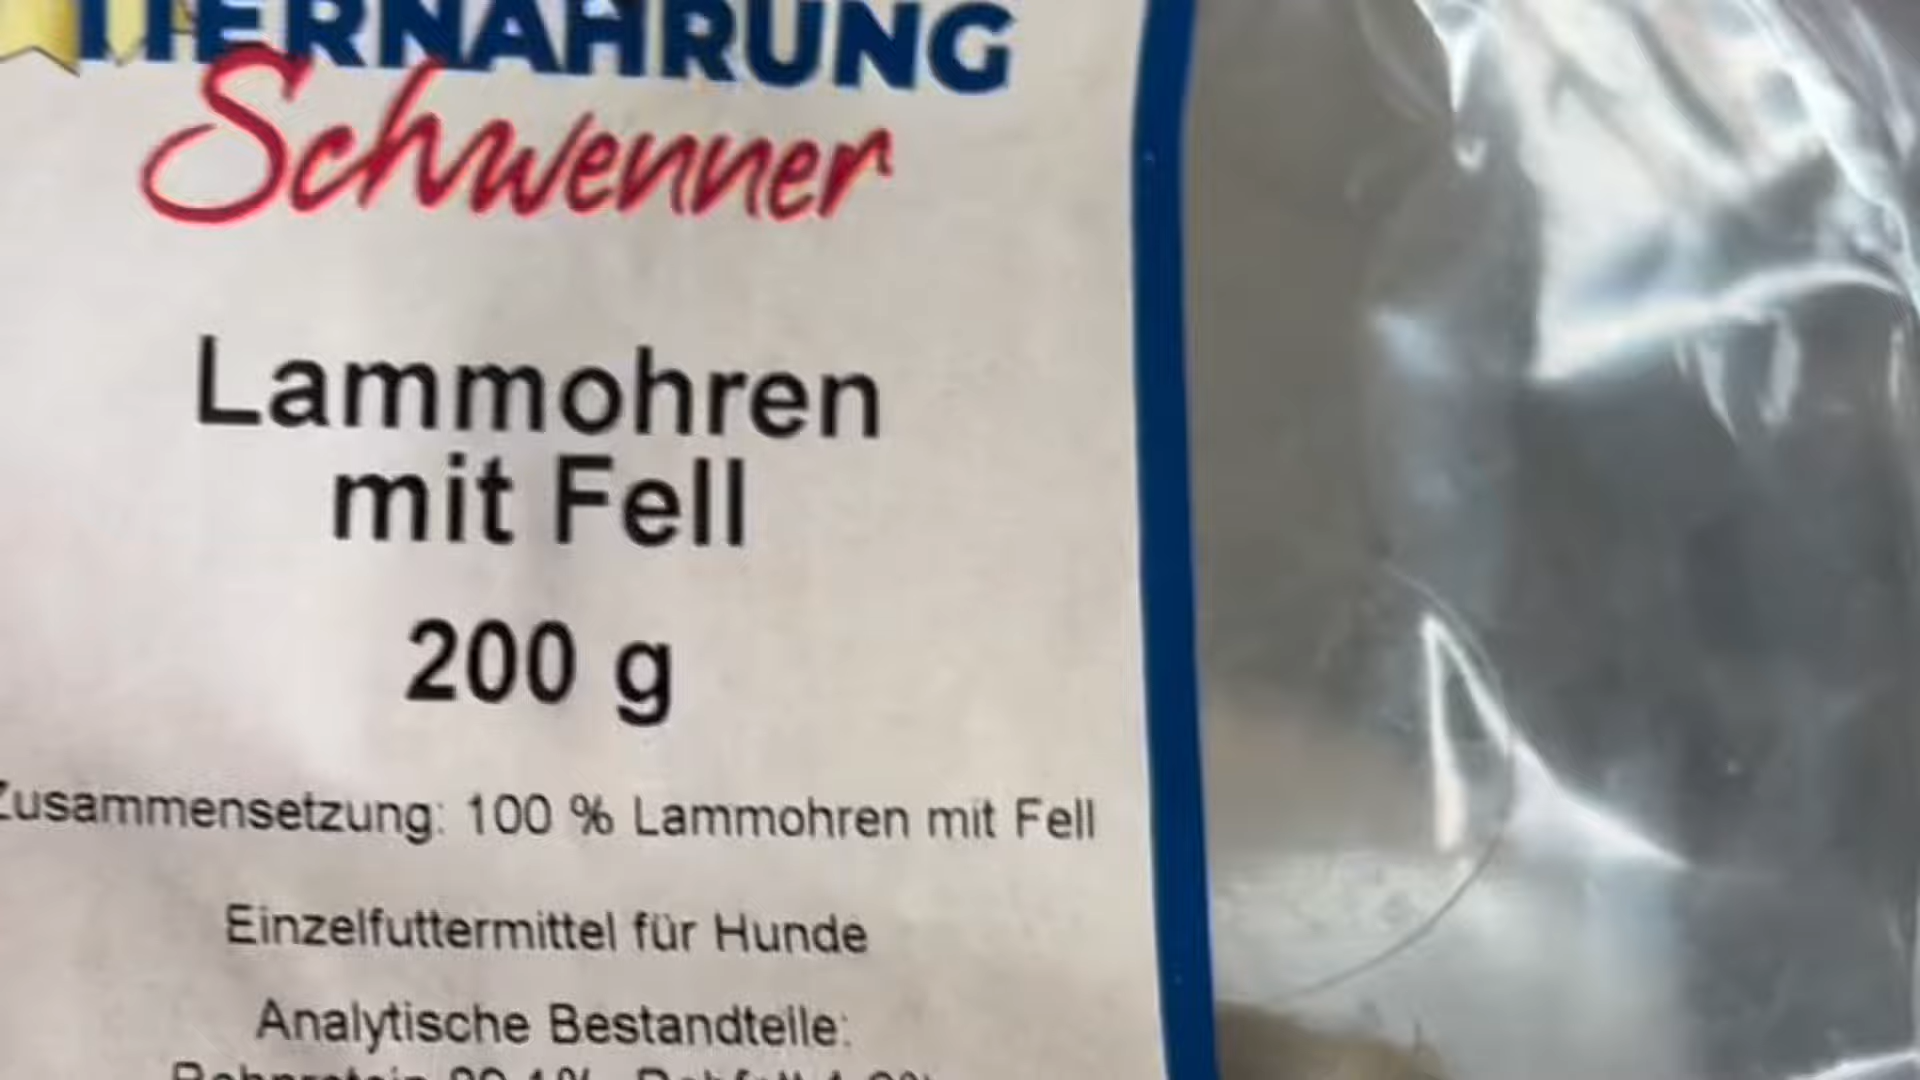 TIERNAHRUNG
Schwenner
Lammohren
mit Fell
200 g
Zusammensetzung: 100 % Lammohren mit Fell
Einzelfuttermittel für Hunde
Analytische Bestandteile: